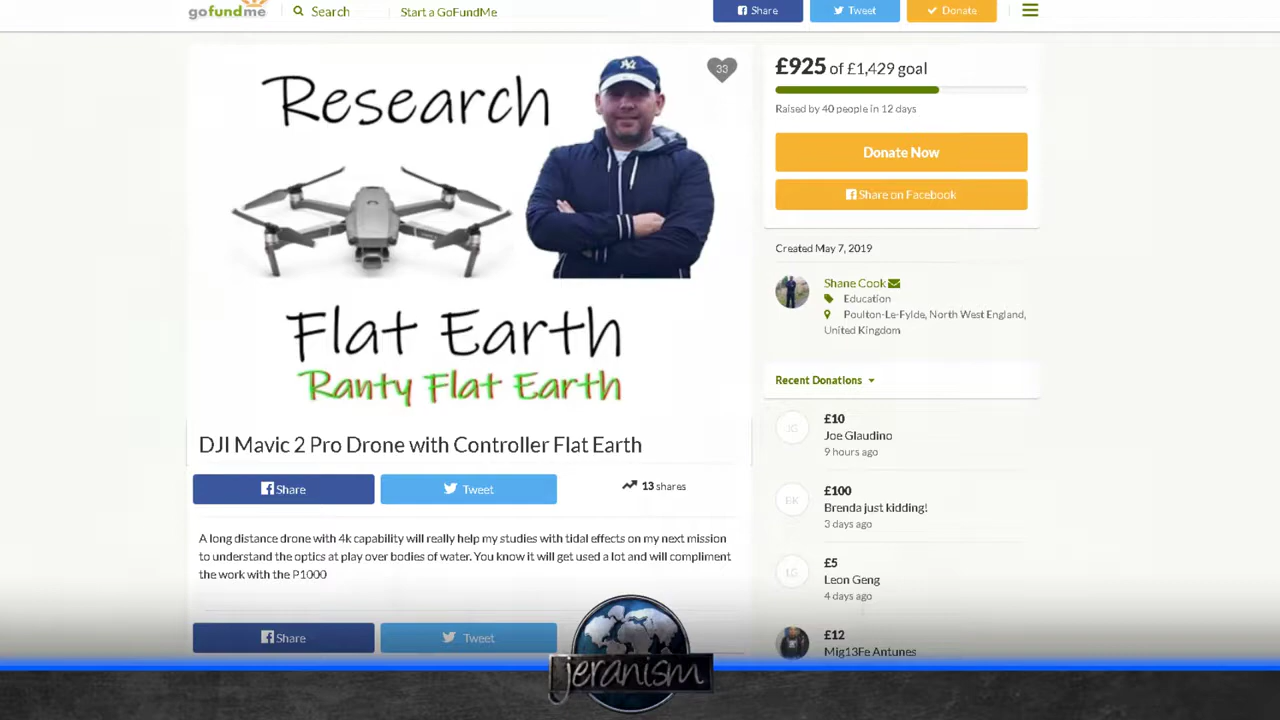 gofundme
Search
Start a GoFundMe
Share
Tweet
Donate
Research
33
Flat Earth
Ranty Flat Earth
DJI Mavic 2 Pro Drone with Controller Flat Earth
Share
Tweet
13 shares
A long distance drone with 4k capability will really help my studies with tidal effects on my next mission
to understand the optics at play over bodies of water. You know it will get used a lot and will compliment
the work with the P1000
Share
Tweet
£925 of £1,429 goal
Raised by 40 people in 12 days
Donate Now
Share on Facebook
Created May 7, 2019
Shane Cook
Education
Poulton-Le-Fylde, North West England,
United Kingdom
Recent Donations
JG
£10
Joe Glaudino
9 hours ago
BK
£100
Brenda just kidding!
3 days ago
LG
£5
Leon Geng
4 days ago
£12
Mig13Fe Antunes
jeranism